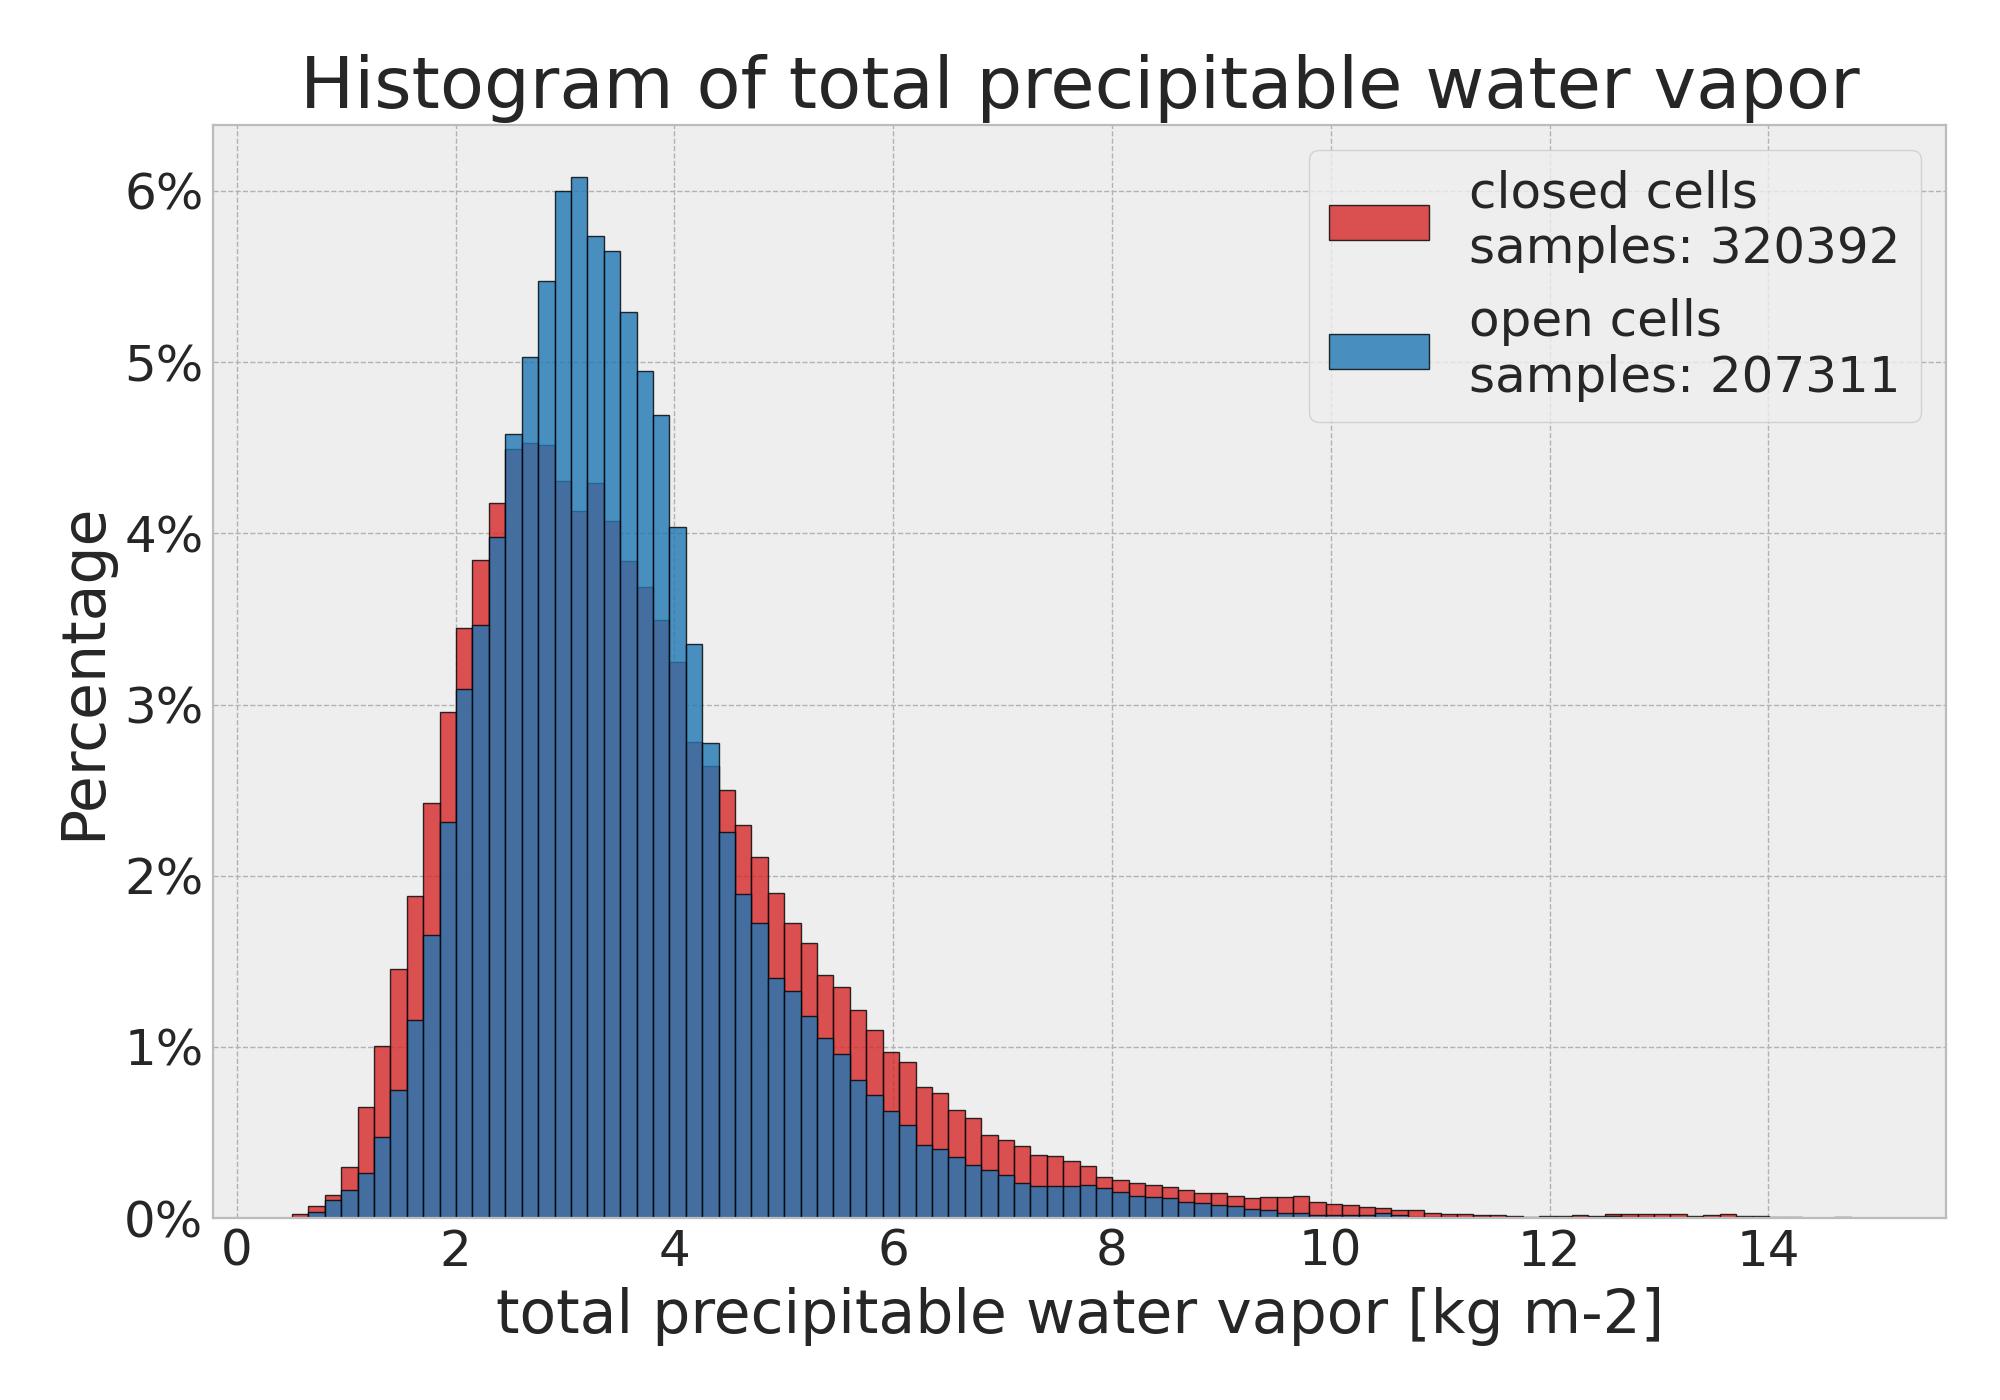 Histogram of total precipitable water vapor
closed cells
samples: 320392
open cells
samples: 207311
Percentage
6%
5%
4%
3%
2%
1%
0%
0 2 4 6 8 10 12 14
total precipitable water vapor [kg m-2]